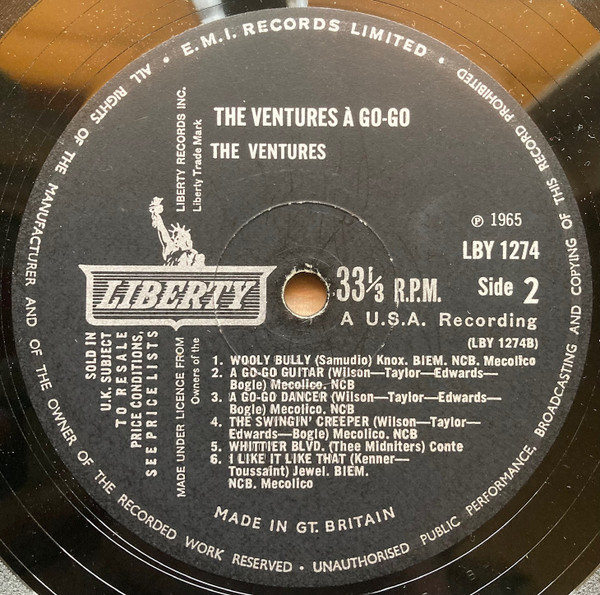 ALL RIGHTS OF THE MANUFACTURER AND OF THE OWNER OF THE RECORDED WORK RESERVED • UNAUTHORISED PUBLIC PERFORMANCE, BROADCASTING AND COPYING OF THIS RECORD PROHIBITED • E.M.I. RECORDS LIMITED •
THE VENTURES À GO-GO
THE VENTURES
LIBERTY RECORDS INC.
Liberty Trade Mark
LIBERTY
℗ 1965
LBY 1274
33⅓ R.P.M.
Side 2
A U.S.A. Recording
(LBY 1274B)
SOLD IN
U.K. SUBJECT
TO RESALE
PRICE CONDITIONS,
SEE PRICE LISTS
MADE UNDER LICENCE FROM
Owners of the
1. WOOLY BULLY (Samudio) Knox. BIEM. NCB. Mecolico
2. A GO-GO GUITAR (Wilson—Taylor—Edwards—
Bogle) Mecolico. NCB
3. A GO-GO DANCER (Wilson—Taylor—Edwards—
Bogle) Mecolico. NCB
4. THE SWINGIN' CREEPER (Wilson—Taylor—
Edwards—Bogle) Mecolico. NCB
5. WHITTIER BLVD. (Thee Midniters) Conte
6. I LIKE IT LIKE THAT (Kenner—
Toussaint) Jewel. BIEM.
NCB. Mecolico
MADE IN GT. BRITAIN